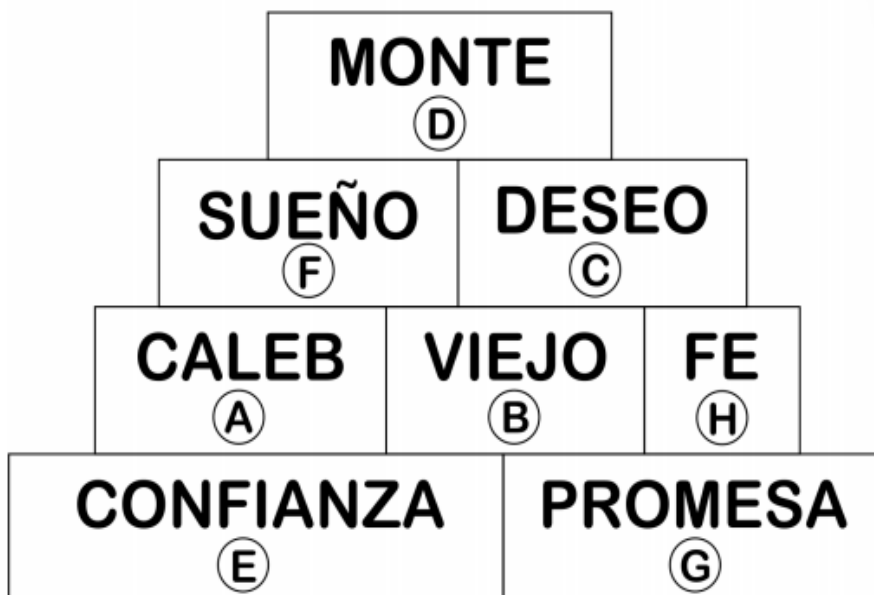 MONTE
D
SUEÑO DESEO
F C
CALEB VIEJO FE
A B H
CONFIANZA PROMESA
E G